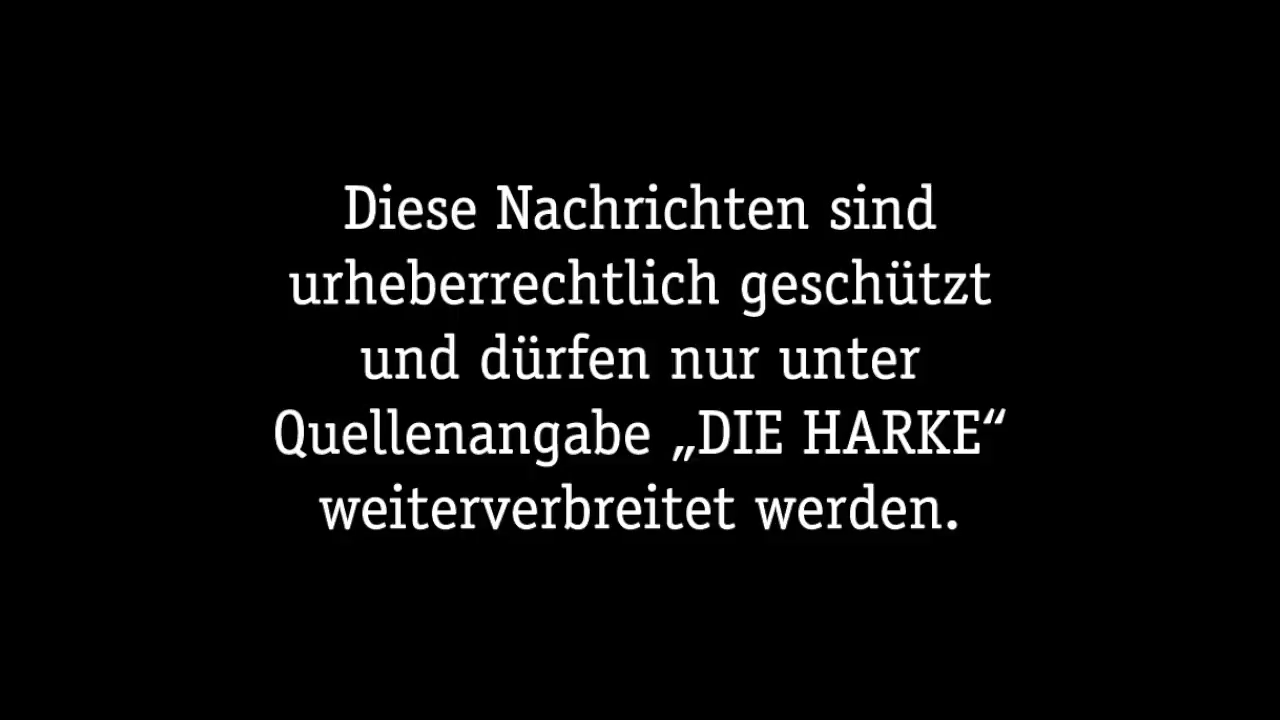 Diese Nachrichten sind
urheberrechtlich geschützt
und dürfen nur unter
Quellenangabe „DIE HARKE“
weiterverbreitet werden.